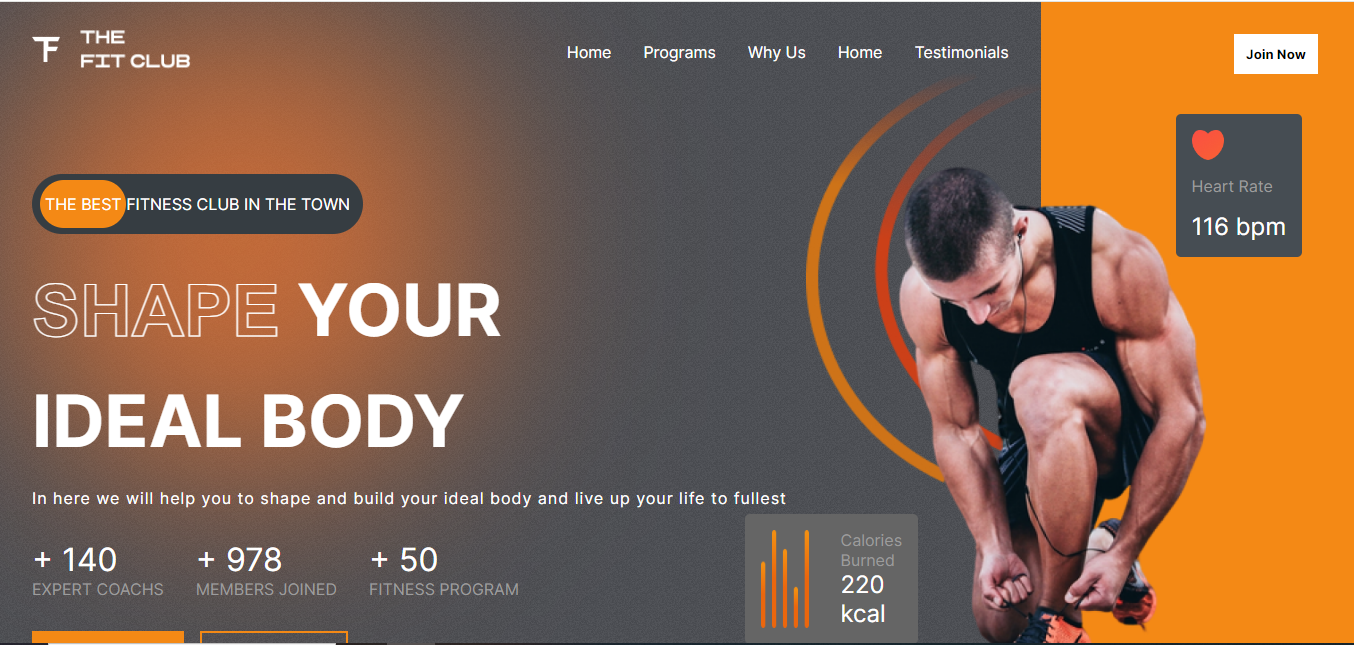 THE
FIT CLUB
Home Programs Why Us Home Testimonials
Join Now
Heart Rate
116 bpm
THE BEST FITNESS CLUB IN THE TOWN
SHAPE YOUR
IDEAL BODY
In here we will help you to shape and build your ideal body and live up your life to fullest
+ 140 + 978 + 50
EXPERT COACHS MEMBERS JOINED FITNESS PROGRAM
Calories
Burned
220
kcal